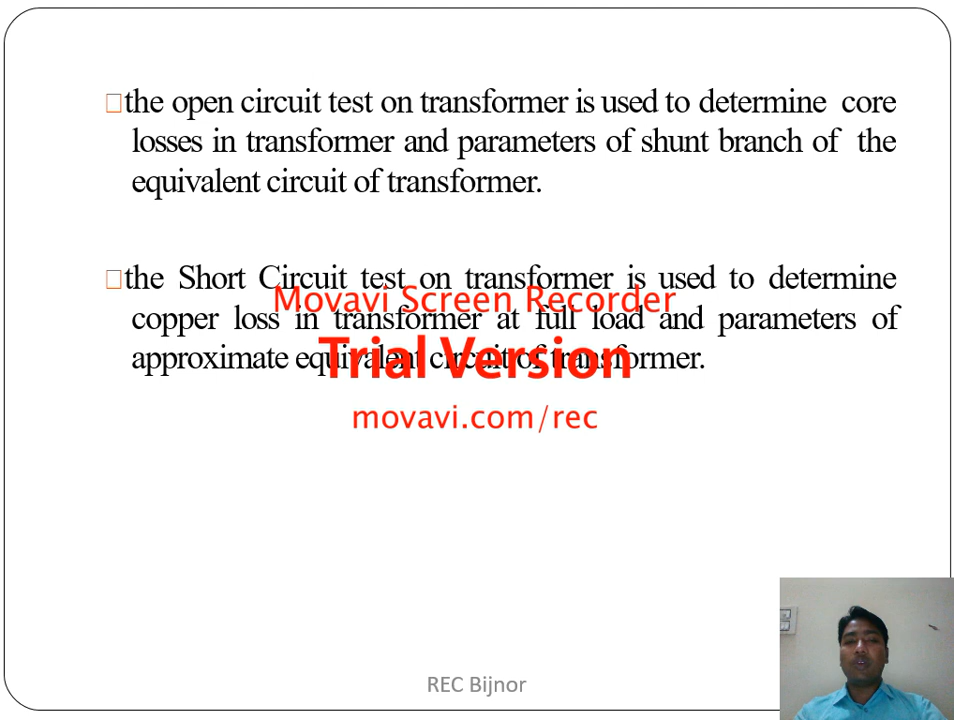 the open circuit test on transformer is used to determine core
losses in transformer and parameters of shunt branch of the
equivalent circuit of transformer.
the Short Circuit test on transformer is used to determine
Movavi Screen Recorder
copper loss in transformer at full load and parameters of
approximate equivalent circuit of transformer.
Trial Version
movavi.com/rec
REC Bijnor